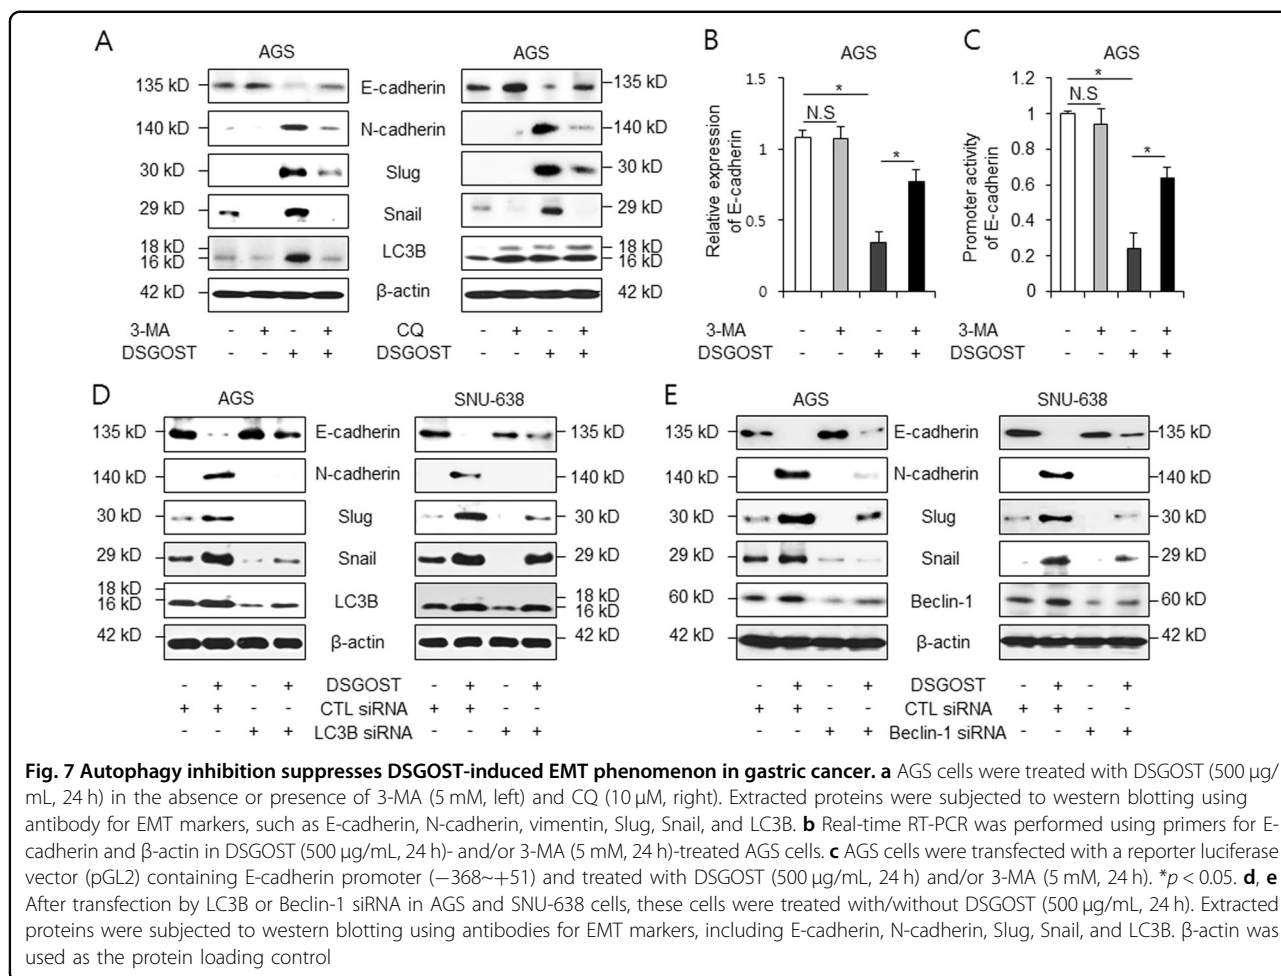 A
AGS
AGS
135 kD
E-cadherin
135 kD
140 kD
N-cadherin
140 kD
30 kD
Slug
30 kD
29 kD
Snail
29 kD
18 kD
16 kD
LC3B
18 kD
16 kD
42 kD
β-actin
42 kD
3-MA - + - + CQ - + - +
DSGOST - - + + DSGOST - - + +
B
AGS
Relative expression
of E-cadherin
1.5
1
0.5
0
N.S
*
*
3-MA - + - +
DSGOST - - + +
C
AGS
Promoter activity
of E-cadherin
1.2
1
0.8
0.6
0.4
0.2
0
N.S
*
*
3-MA - + - +
DSGOST - - + +
D
AGS
SNU-638
135 kD
E-cadherin
135 kD
140 kD
N-cadherin
140 kD
30 kD
Slug
30 kD
29 kD
Snail
29 kD
18 kD
16 kD
LC3B
18 kD
16 kD
42 kD
β-actin
42 kD
- + - + DSGOST - + - +
+ + - - CTL siRNA + + - -
- - + + LC3B siRNA - - + +
E
AGS
SNU-638
135 kD
E-cadherin
135 kD
140 kD
N-cadherin
140 kD
30 kD
Slug
30 kD
29 kD
Snail
29 kD
60 kD
Beclin-1
60 kD
42 kD
β-actin
42 kD
- + - + DSGOST - + - +
+ + - - CTL siRNA + + - -
- - + + Beclin-1 siRNA - - + +
Fig. 7 Autophagy inhibition suppresses DSGOST-induced EMT phenomenon in gastric cancer. a AGS cells were treated with DSGOST (500 µg/
mL, 24 h) in the absence or presence of 3-MA (5 mM, left) and CQ (10 µM, right). Extracted proteins were subjected to western blotting using
antibody for EMT markers, such as E-cadherin, N-cadherin, vimentin, Slug, Snail, and LC3B. b Real-time RT-PCR was performed using primers for E-
cadherin and β-actin in DSGOST (500 µg/mL, 24 h)- and/or 3-MA (5 mM, 24 h)-treated AGS cells. c AGS cells were transfected with a reporter luciferase
vector (pGL2) containing E-cadherin promoter (−368~+51) and treated with DSGOST (500 µg/mL, 24 h) and/or 3-MA (5 mM, 24 h). *p < 0.05. d, e
After transfection by LC3B or Beclin-1 siRNA in AGS and SNU-638 cells, these cells were treated with/without DSGOST (500 µg/mL, 24 h). Extracted
proteins were subjected to western blotting using antibodies for EMT markers, including E-cadherin, N-cadherin, Slug, Snail, and LC3B. β-actin was
used as the protein loading control